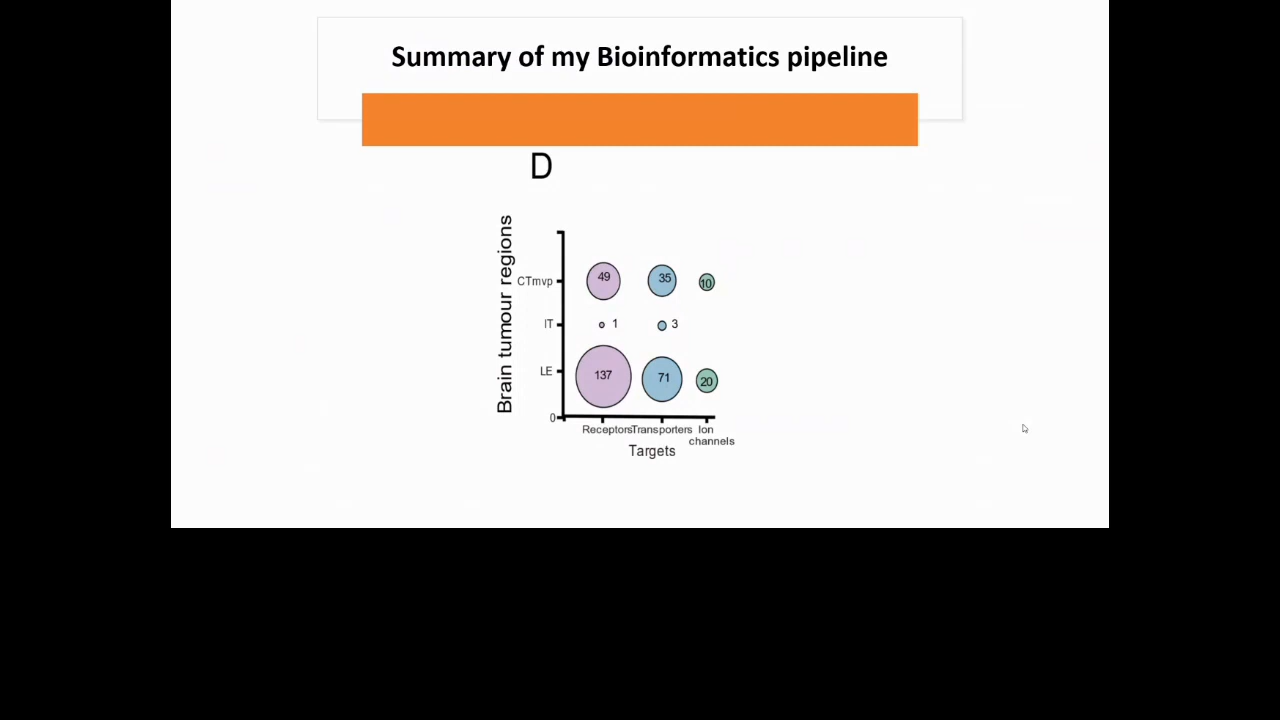 Summary of my Bioinformatics pipeline
D
Brain tumour regions
CTmvp 49 35 10
IT 1 3
LE 137 71 20
0
Receptors Transporters Ion channels
Targets